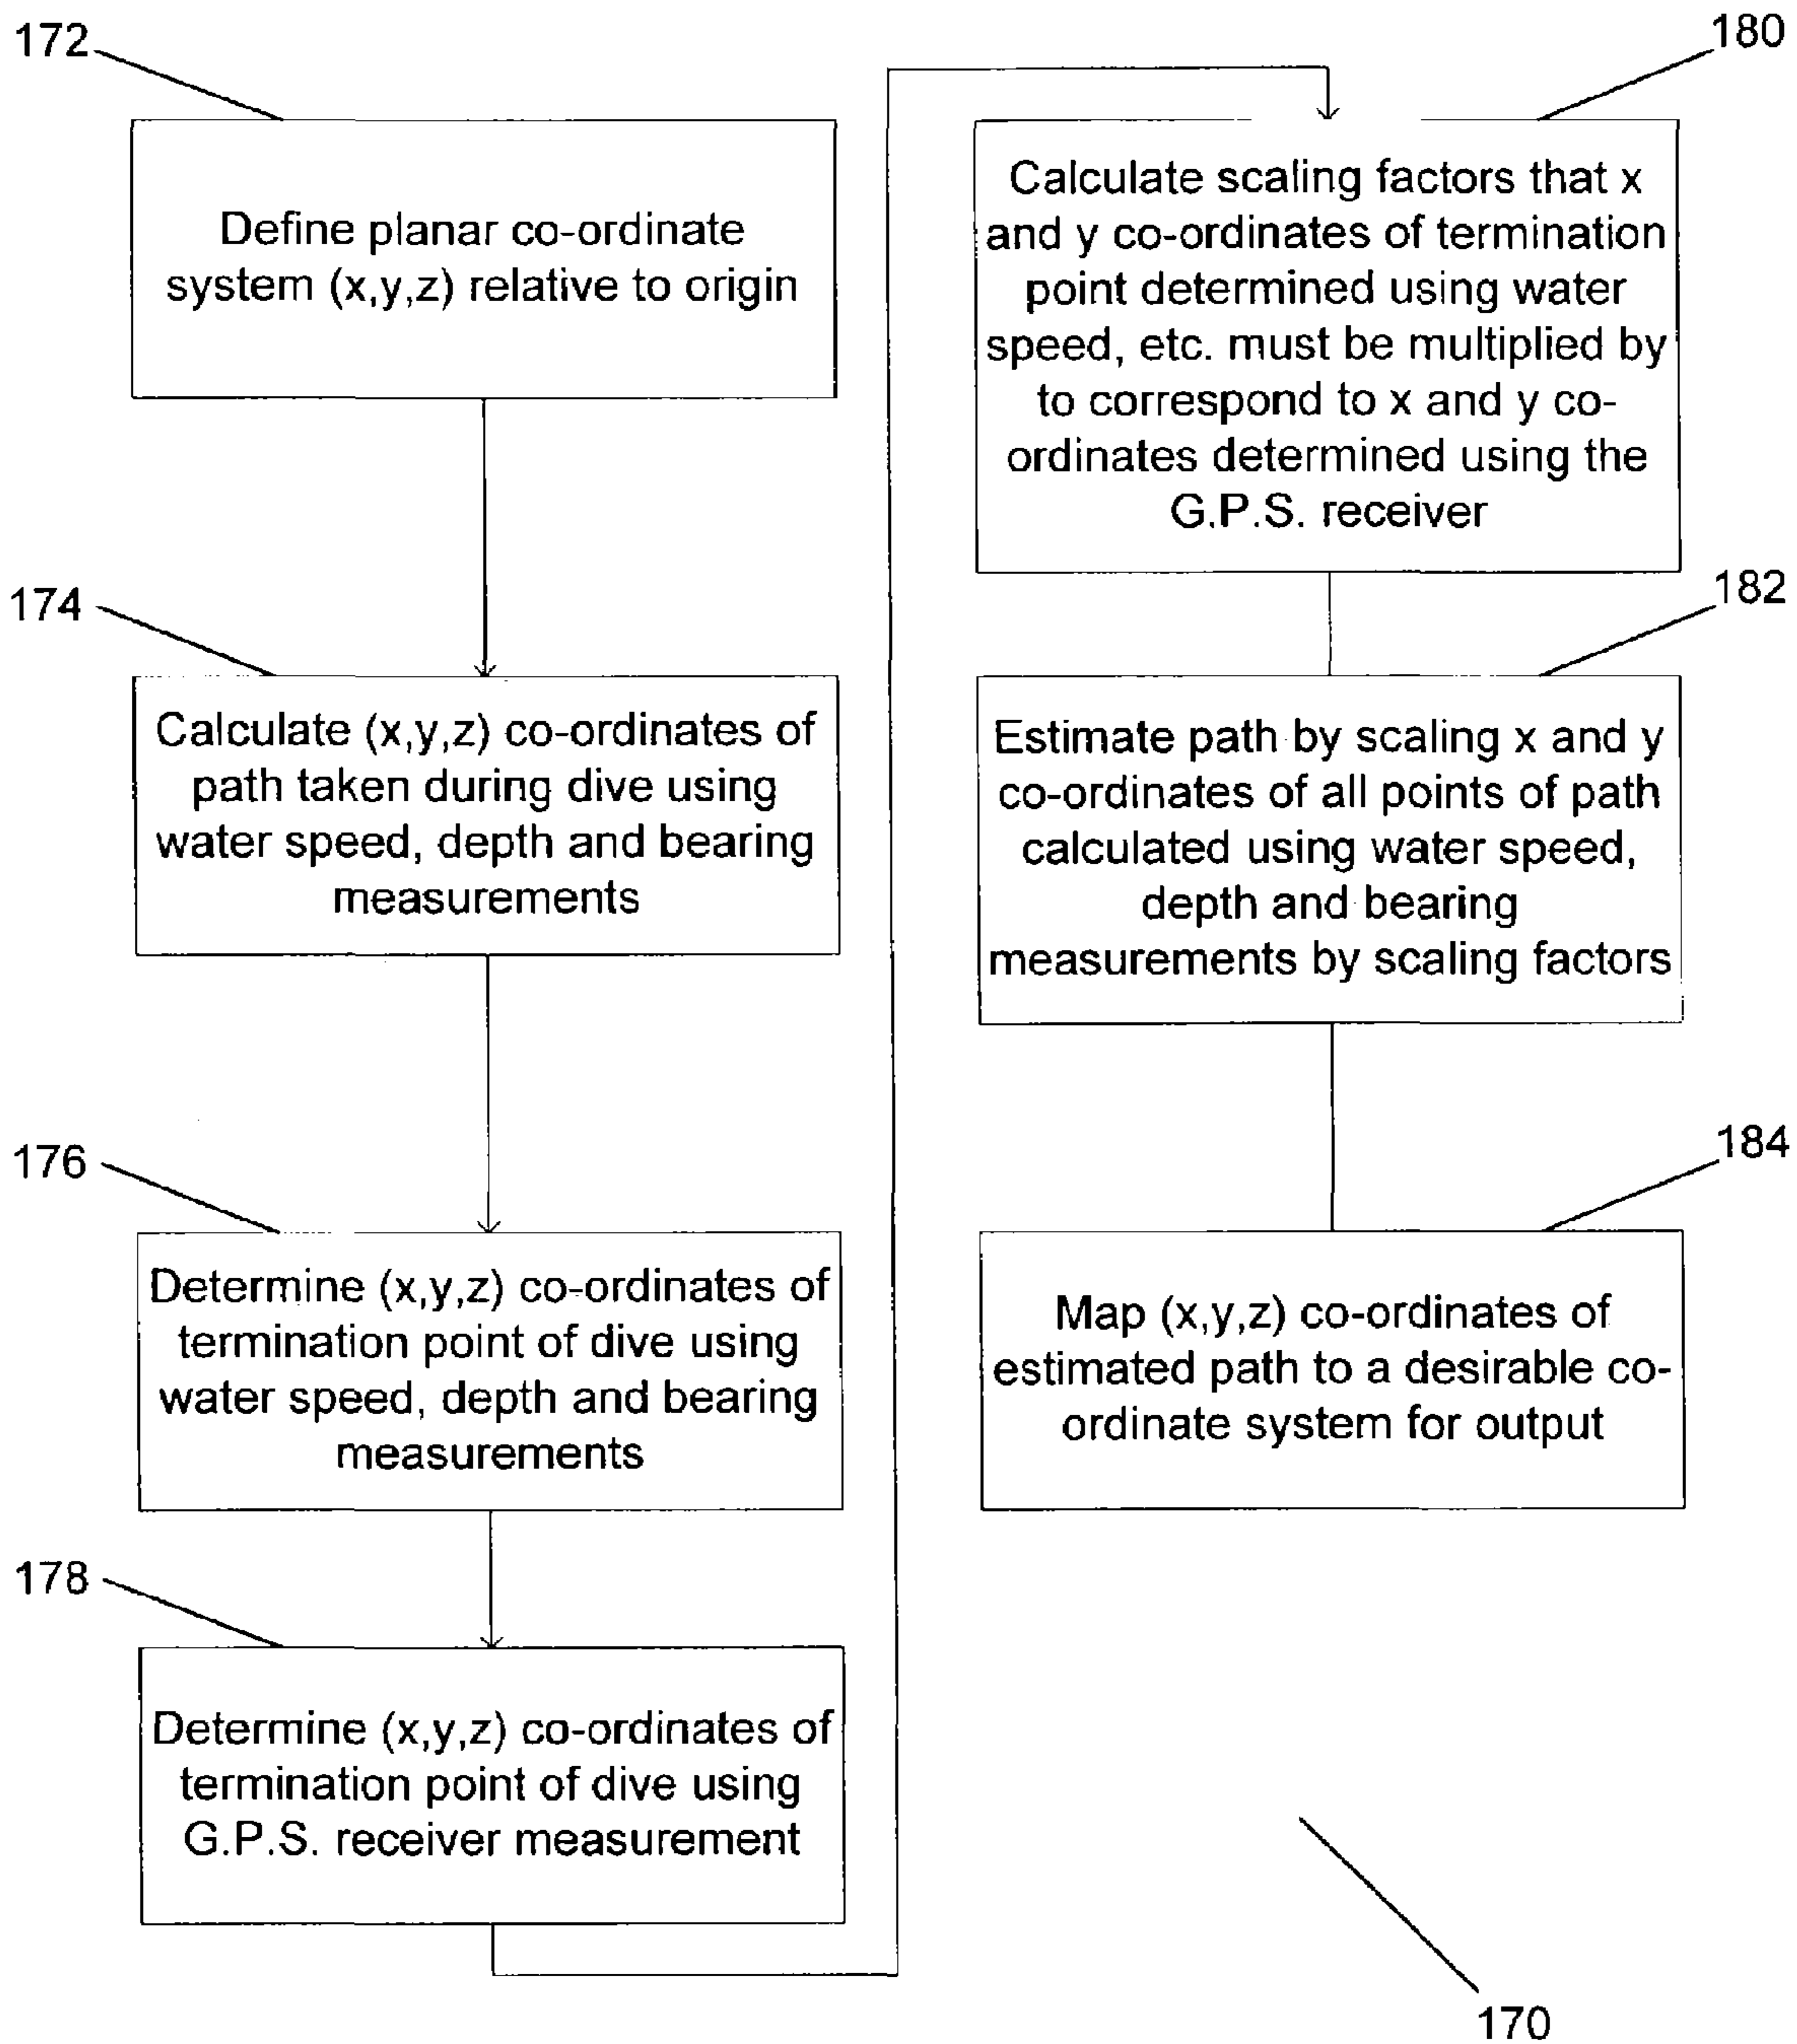 172
Define planar co-ordinate
system (x,y,z) relative to origin
174
Calculate (x,y,z) co-ordinates of
path taken during dive using
water speed, depth and bearing
measurements
176
Determine (x,y,z) co-ordinates of
termination point of dive using
water speed, depth and bearing
measurements
178
Determine (x,y,z) co-ordinates of
termination point of dive using
G.P.S. receiver measurement
180
Calculate scaling factors that x
and y co-ordinates of termination
point determined using water
speed, etc. must be multiplied by
to correspond to x and y co-
ordinates determined using the
G.P.S. receiver
182
Estimate path by scaling x and y
co-ordinates of all points of path
calculated using water speed,
depth and bearing
measurements by scaling factors
184
Map (x,y,z) co-ordinates of
estimated path to a desirable co-
ordinate system for output
170